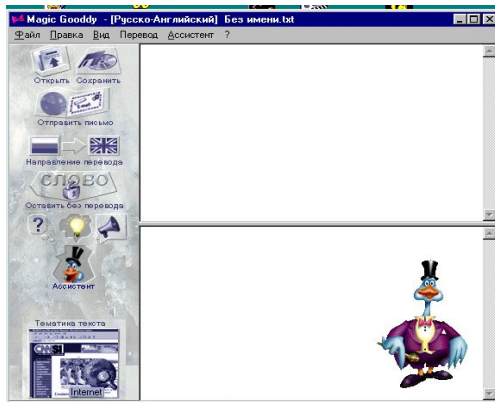 Magic Gooddy - [Русско-Английский] Без имени.txt
Файл Правка Вид Перевод Ассистент ?
Открыть Сохранить
E-mail
Отправить письмо
Направление перевода
СЛОВО
Оставить без перевода
?
Ассистент
Тематика текста
Internet